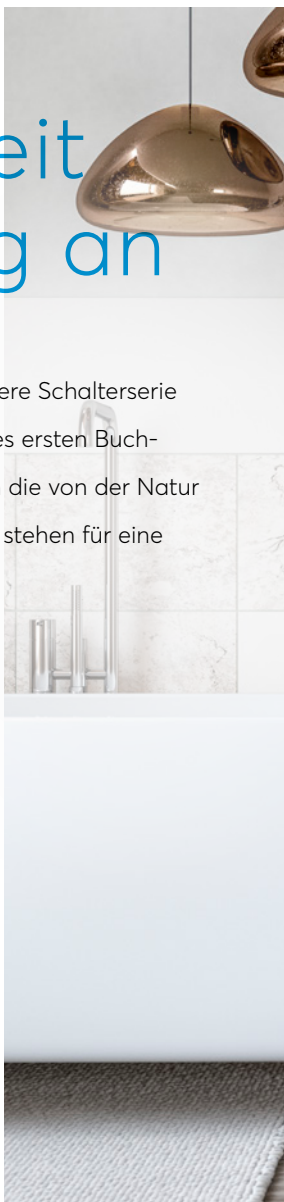 eit
g an
ere Schalterserie
es ersten Buch-
die von der Natur
stehen für eine